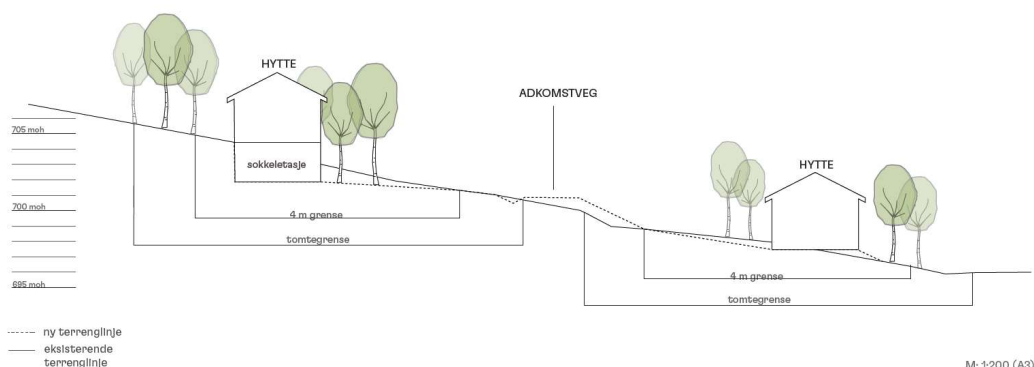 HYTTE
ADKOMSTVEG
705 moh
sokkeletasje
HYTTE
700 moh
4 m grense
tomtegrense
4 m grense
695 moh
tomtegrense
ny terrenglinje
eksisterende
terrenglinje
M: 1:200 (A3)